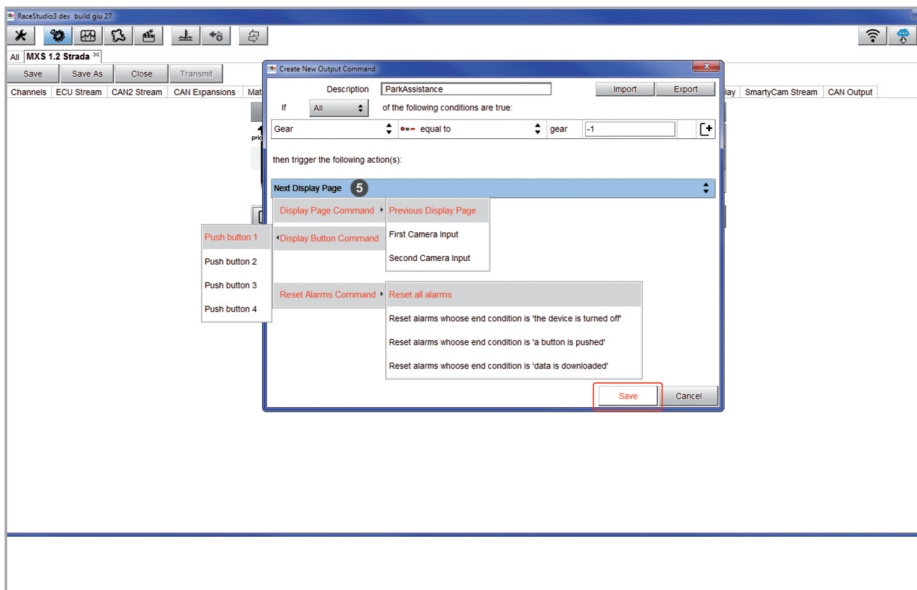 RaceStudio3 dev build giu 27
All MXS 1.2 Strada
Save Save As Close Transmit
Channels ECU Stream CAN2 Stream CAN Expansions Mat
lay SmartyCam Stream CAN Output
Create New Output Command
Description ParkAssistance Import Export
If All of the following conditions are true:
Gear equal to gear -1
then trigger the following action(s):
Next Display Page 5
Display Page Command Previous Display Page
Push button 1 Display Button Command First Camera Input
Push button 2 Second Camera Input
Push button 3 Reset Alarms Command Reset all alarms
Push button 4 Reset alarms whoose end condition is 'the device is turned off'
Reset alarms whoose end condition is 'a button is pushed'
Reset alarms whoose end condition is 'data is downloaded'
Save Cancel